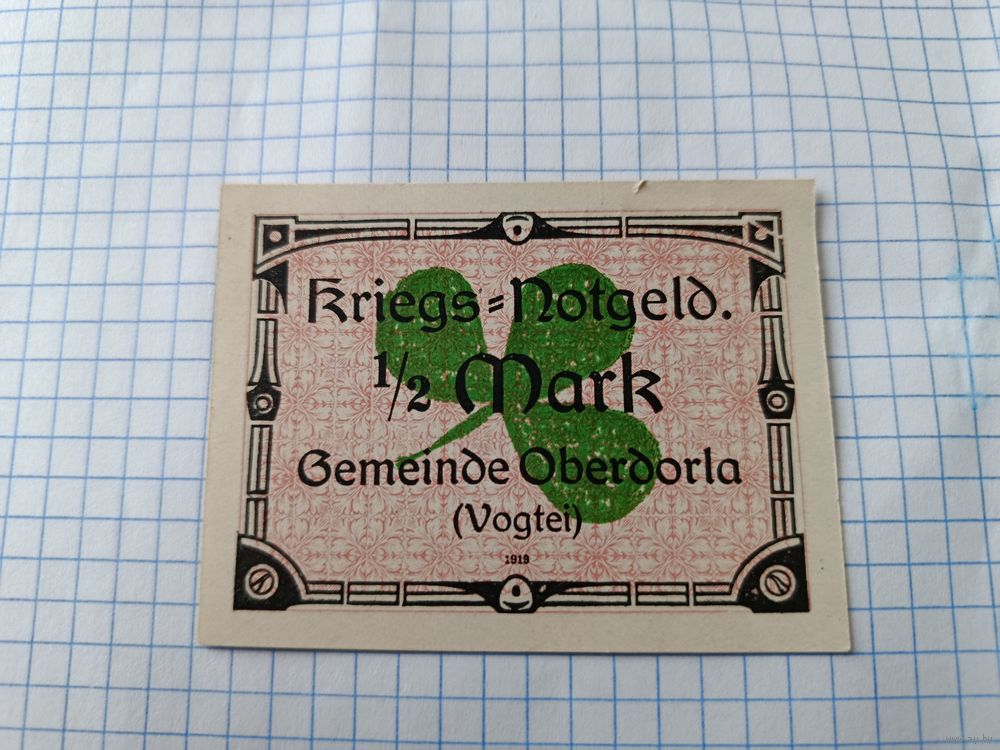 Kriegs=Notgeld.
1/2 Mark
Gemeinde Oberdorla
(Vogtei)
1919